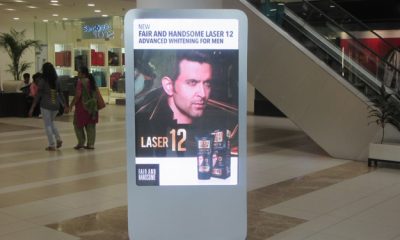 NEW
FAIR AND HANDSOME LASER 12
ADVANCED WHITENING FOR MEN
LASER 12
FAIR AND
HANDSOME